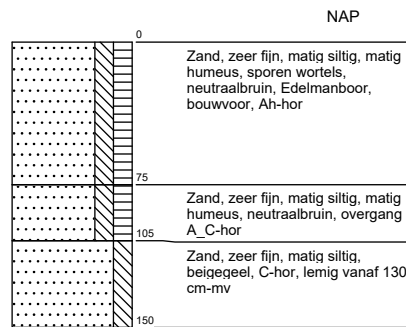 NAP
0
Zand, zeer fijn, matig siltig, matig
humeus, sporen wortels,
neutraalbruin, Edelmanboor,
bouwvoor, Ah-hor
75
Zand, zeer fijn, matig siltig, matig
humeus, neutraalbruin, overgang
A_C-hor
105
Zand, zeer fijn, matig siltig,
beigegeel, C-hor, lemig vanaf 130
cm-mv
150